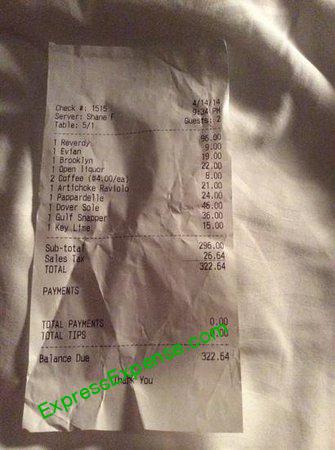 Check #: 1515 4/14/14
Server: Shane F 9:34 PM
Table: 5/1 Guests: 2
1 Reverdy 96.00
1 Evian 9.00
1 Brooklyn 19.00
1 Open liquor 22.00
2 Coffee (@4.00/ea) 8.00
1 Artichoke Raviolo 21.00
1 Pappardelle 24.00
1 Dover Sole 46.00
1 Gulf Snapper 36.00
1 Key Lime 15.00
Sub-total 296.00
Sales Tax 26.64
TOTAL 322.64
PAYMENTS
TOTAL PAYMENTS 0.00
TOTAL TIPS 0.00
Balance Due 322.64
Thank You
ExpressExpense.com